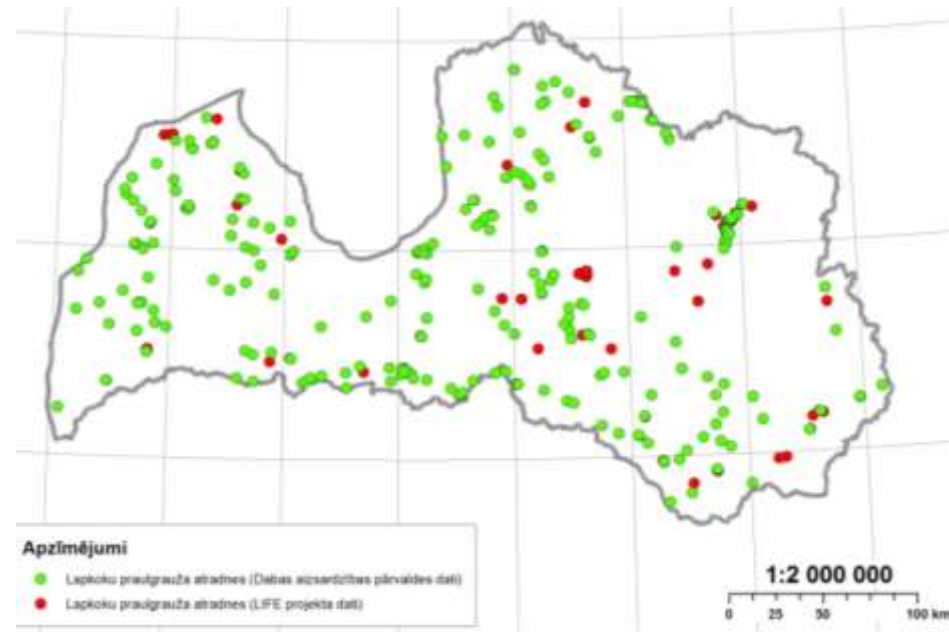 Apzīmējumi
Lapkoku praulgrauža atradnes (Dabas aizsardzības pārvaldes dati)
Lapkoku praulgrauža atradnes (LIFE projekta dati)
1:2 000 000
0 25 50 100 km